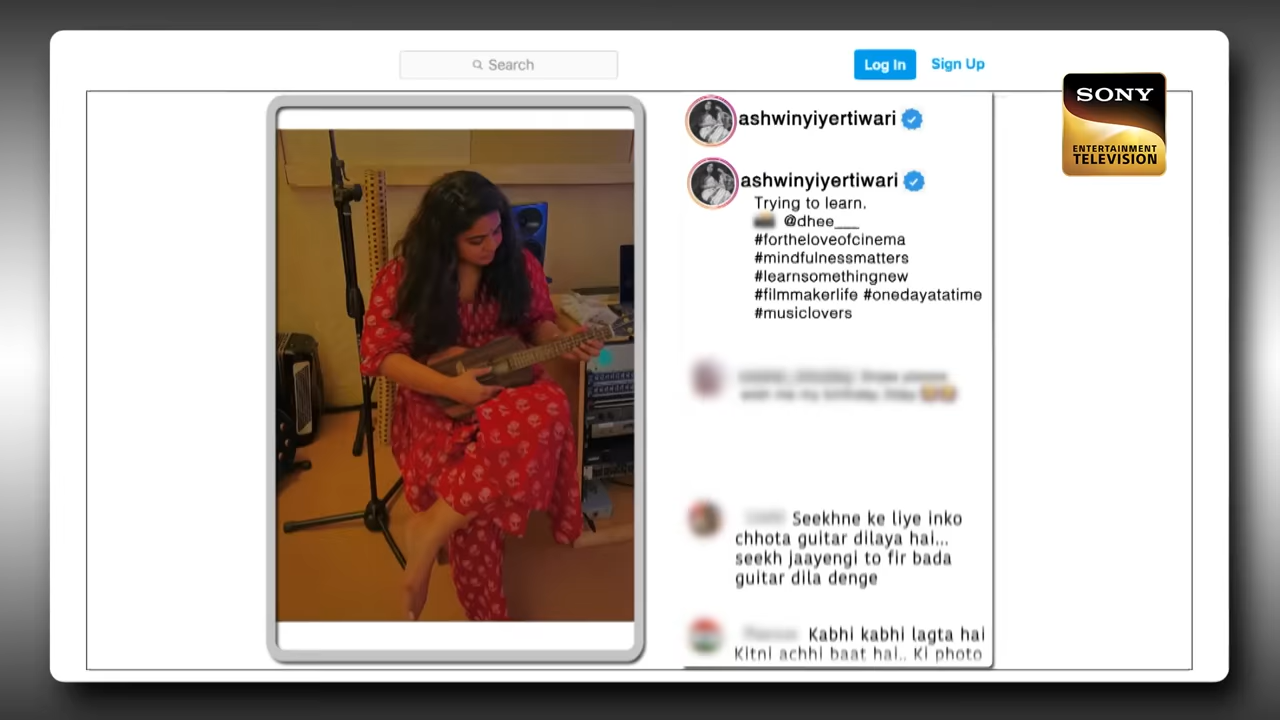 Search
Log In
Sign Up
SONY
ENTERTAINMENT
TELEVISION
ashwinyiyertiwari
ashwinyiyertiwari
Trying to learn.
@dhee___
#fortheloveofcinema
#mindfulnessmatters
#learnsomethingnew
#filmmakerlife #onedayatatime
#musiclovers
Seekhne ke liye inko
chhota guitar dilaya hai...
seekh jaayengi to fir bada
guitar dila denge
Kabhi kabhi lagta hai
Kitni achhi baat hai.. Ki photo